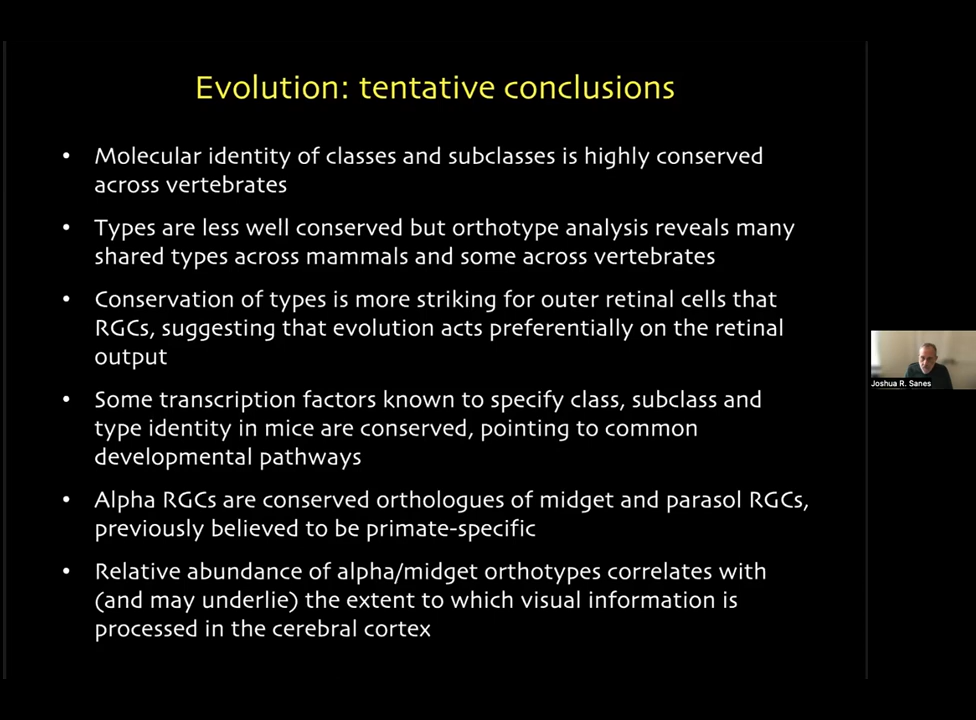 Evolution: tentative conclusions
• Molecular identity of classes and subclasses is highly conserved
across vertebrates
• Types are less well conserved but orthotype analysis reveals many
shared types across mammals and some across vertebrates
• Conservation of types is more striking for outer retinal cells that
RGCs, suggesting that evolution acts preferentially on the retinal
output
• Some transcription factors known to specify class, subclass and
type identity in mice are conserved, pointing to common
developmental pathways
• Alpha RGCs are conserved orthologues of midget and parasol RGCs,
previously believed to be primate-specific
• Relative abundance of alpha/midget orthotypes correlates with
(and may underlie) the extent to which visual information is
processed in the cerebral cortex
Joshua R. Sanes